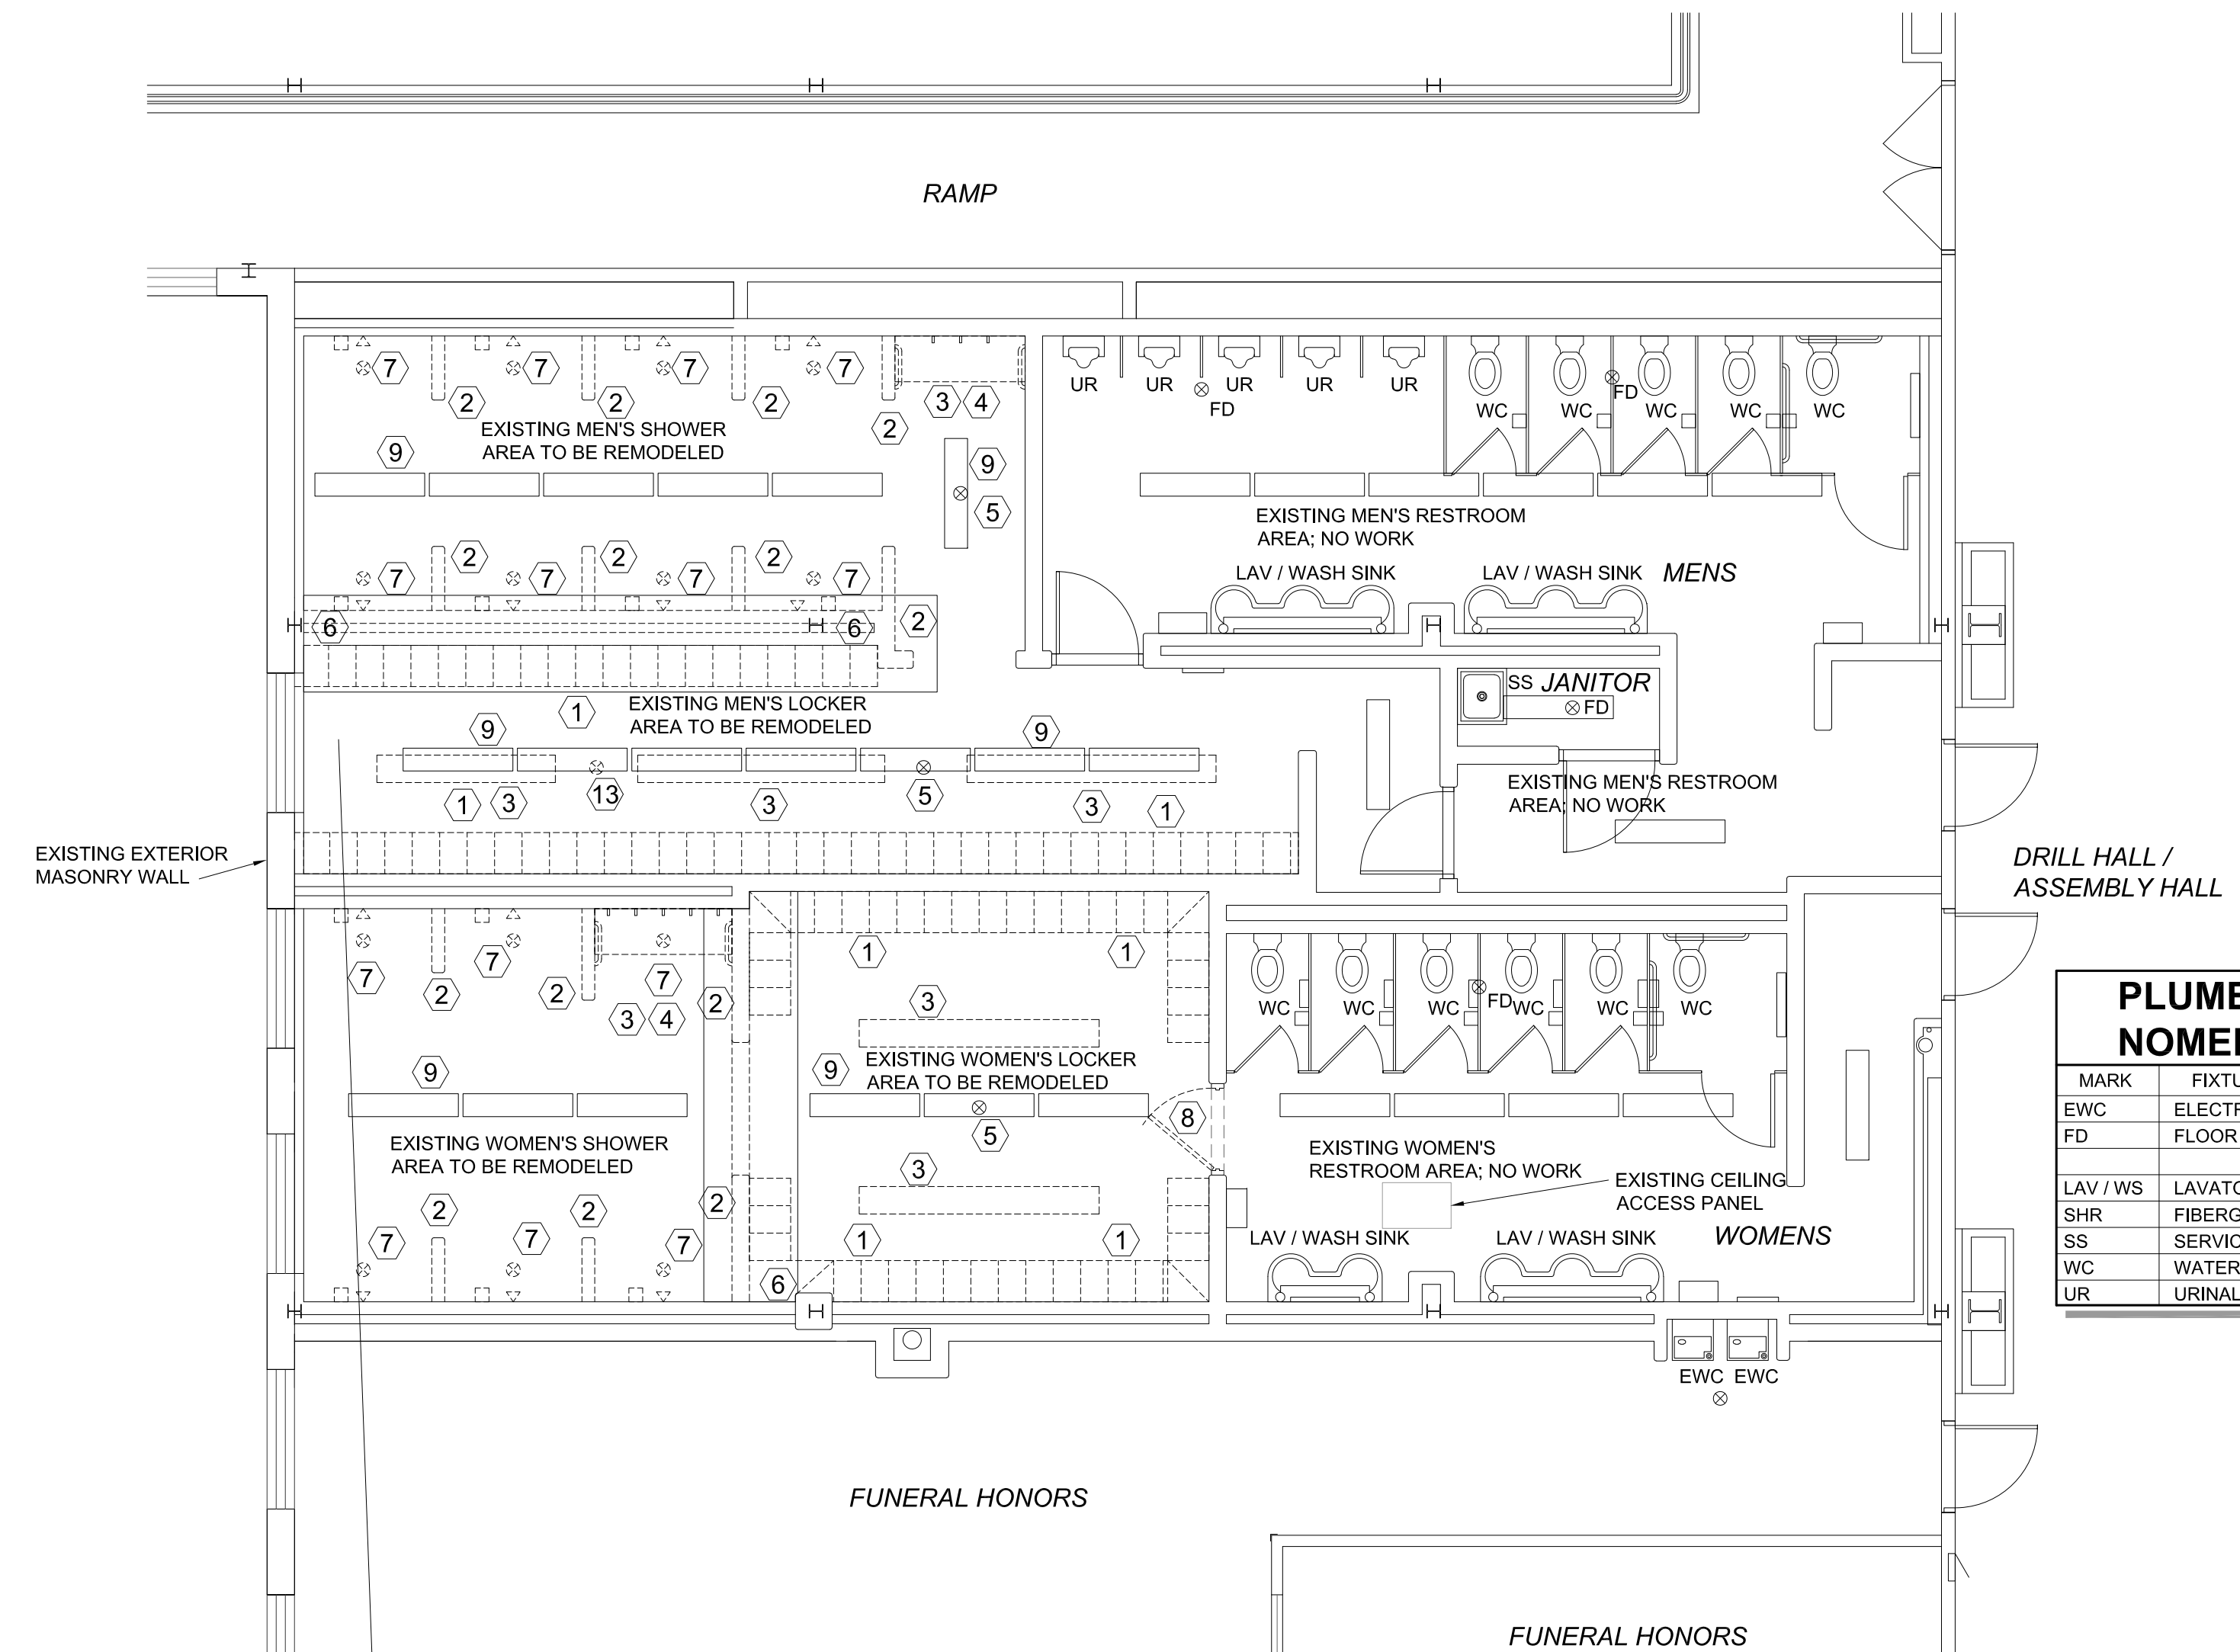 RAMP
7
7
7
7
2
2
2
3
4
2
EXISTING MEN'S SHOWER
AREA TO BE REMODELED
9
9
5
2
2
2
7
7
7
7
6
6
2
UR
UR
UR
UR
UR
FD
WC
WC
FD
WC
WC
WC
EXISTING MEN'S RESTROOM
AREA; NO WORK
LAV / WASH SINK
LAV / WASH SINK
MENS
SS
JANITOR
FD
EXISTING MEN'S LOCKER
AREA TO BE REMODELED
1
9
9
1
3
13
3
5
3
1
EXISTING MEN'S RESTROOM
AREA; NO WORK
EXISTING EXTERIOR
MASONRY WALL
DRILL HALL /
ASSEMBLY HALL
7
2
7
2
7
3
4
2
1
1
3
9
EXISTING WOMEN'S LOCKER
AREA TO BE REMODELED
5
8
3
1
1
9
EXISTING WOMEN'S SHOWER
AREA TO BE REMODELED
2
2
2
7
7
7
6
WC
WC
WC
FD
WC
WC
WC
EXISTING WOMEN'S
RESTROOM AREA; NO WORK
EXISTING CEILING
ACCESS PANEL
LAV / WASH SINK
LAV / WASH SINK
WOMENS
EWC
EWC
PLUMB
NOME
MARK
FIXTU
EWC
ELECTR
FD
FLOOR
LAV / WS
LAVATO
SHR
FIBERG
SS
SERVIC
WC
WATER
UR
URINAL
FUNERAL HONORS
FUNERAL HONORS